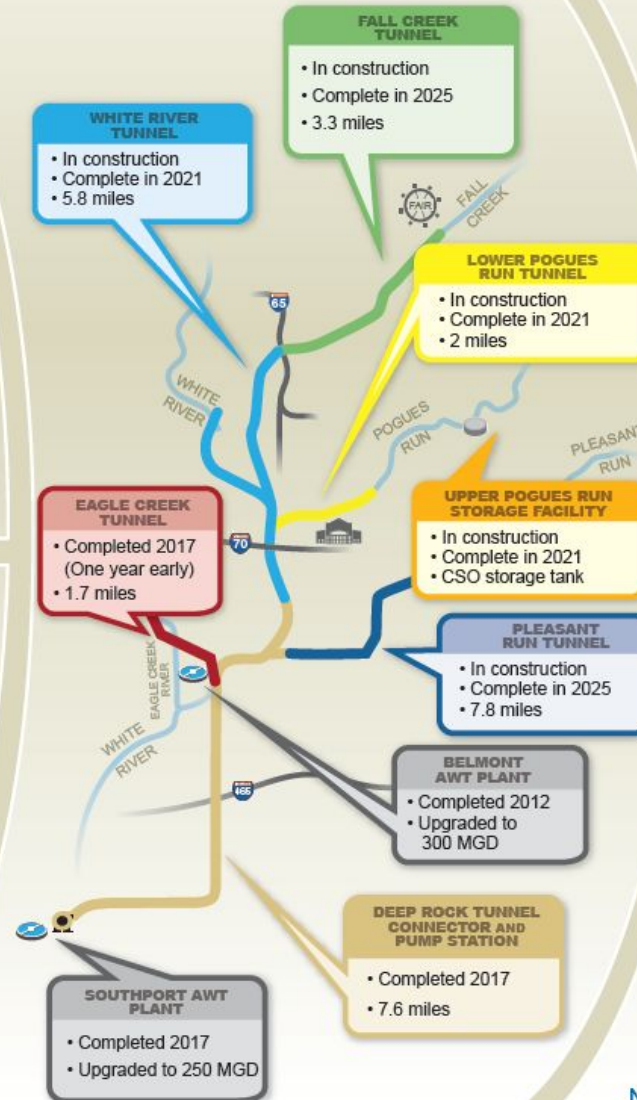 FALL CREEK
TUNNEL
• In construction
• Complete in 2025
• 3.3 miles
WHITE RIVER
TUNNEL
• In construction
• Complete in 2021
• 5.8 miles
FAIR
FALL
CREEK
LOWER POGUES
RUN TUNNEL
• In construction
• Complete in 2021
• 2 miles
65
WHITE
RIVER
POGUES
RUN
PLEASANT
RUN
EAGLE CREEK
TUNNEL
• Completed 2017
(One year early)
• 1.7 miles
70
UPPER POGUES RUN
STORAGE FACILITY
• In construction
• Complete in 2021
• CSO storage tank
PLEASANT
RUN TUNNEL
• In construction
• Complete in 2025
• 7.8 miles
EAGLE CREEK
RIVER
WHITE
RIVER
BELMONT
AWT PLANT
• Completed 2012
• Upgraded to
300 MGD
465
DEEP ROCK TUNNEL
CONNECTOR AND
PUMP STATION
• Completed 2017
• 7.6 miles
SOUTHPORT AWT
PLANT
• Completed 2017
• Upgraded to 250 MGD